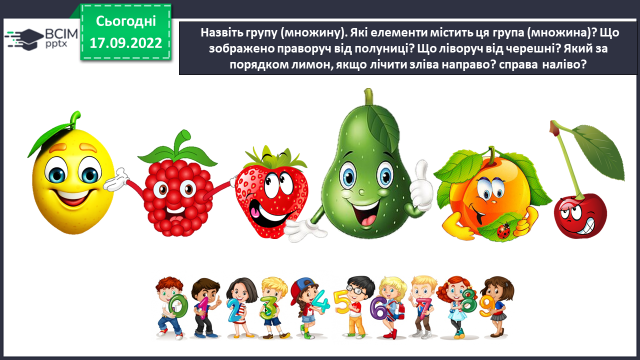 Сьогодні
17.09.2022
BCIM
pptx
Назвіть групу (множину). Які елементи містить ця група (множина)? Що
зображено праворуч від полуниці? Що ліворуч від черешні? Який за
порядком лимон, якщо лічити зліва направо? справа наліво?
0 1 2 3 4 5 6 7 8 9